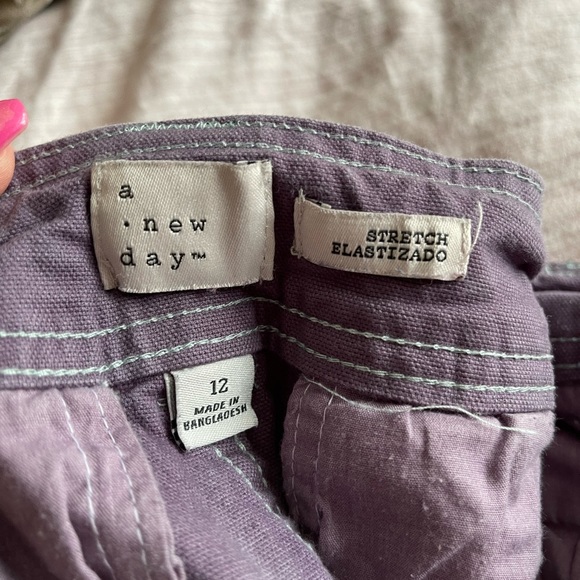 a
·new
day™
STRETCH
ELASTIZADO
12
MADE IN
BANGLADESH